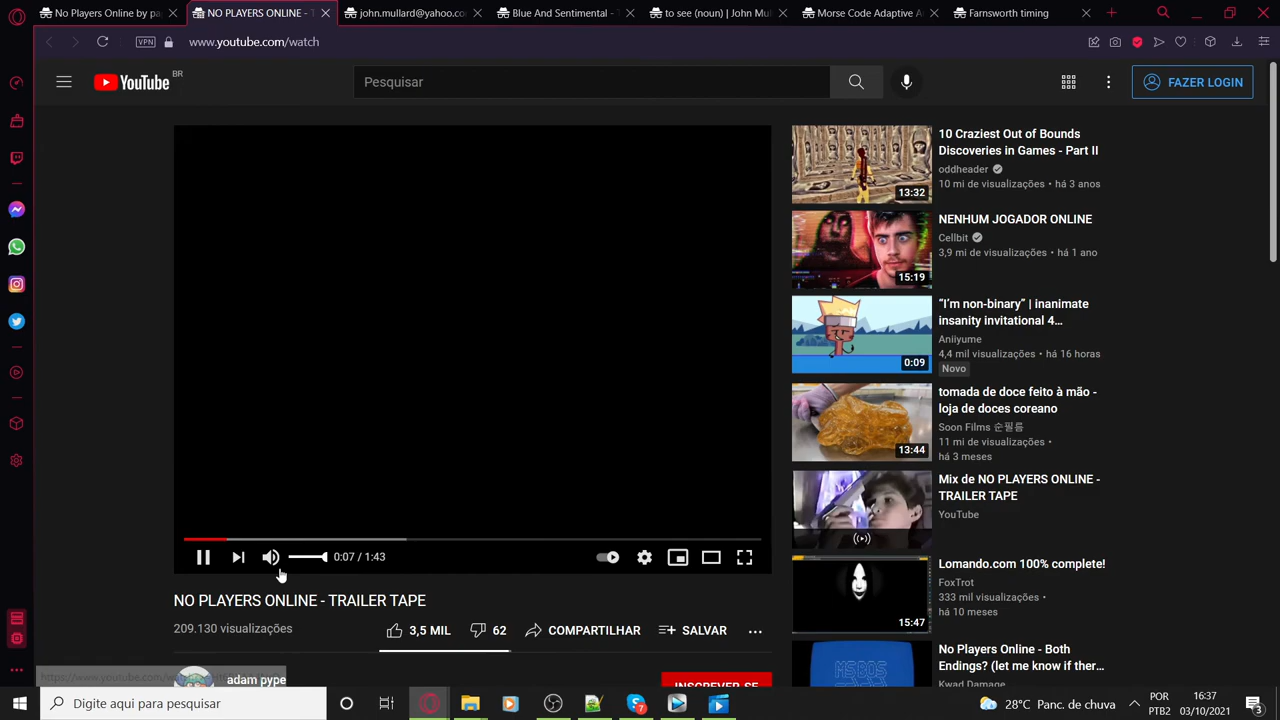 No Players Online by pa
NO PLAYERS ONLINE - T
john.mullard@yahoo.co
Blue And Sentimental -
to see (noun) | John Mu
Morse Code Adaptive A
Farnsworth timing
VPN
www.youtube.com/watch
YouTube
BR
Pesquisar
FAZER LOGIN
0:07 / 1:43
NO PLAYERS ONLINE - TRAILER TAPE
209.130 visualizações
3,5 MIL
62
COMPARTILHAR
SALVAR
adam pype
INSCREVER-SE
13:32
10 Craziest Out of Bounds
Discoveries in Games - Part II
oddheader
10 mi de visualizações • há 3 anos
15:19
NENHUM JOGADOR ONLINE
Cellbit
3,9 mi de visualizações • há 1 ano
0:09
“I’m non-binary” | inanimate
insanity invitational 4…
Aniiyume
4,4 mil visualizações • há 16 horas
Novo
13:44
tomada de doce feito à mão -
loja de doces coreano
Soon Films 순필름
11 mi de visualizações •
há 3 meses
Mix de NO PLAYERS ONLINE -
TRAILER TAPE
YouTube
15:47
Lomando.com 100% complete!
FoxTrot
333 mil visualizações •
há 10 meses
No Players Online - Both
Endings? (let me know if ther…
Kwad Damage
Digite aqui para pesquisar
7
28°C Panc. de chuva
POR
PTB2
16:37
03/10/2021
3